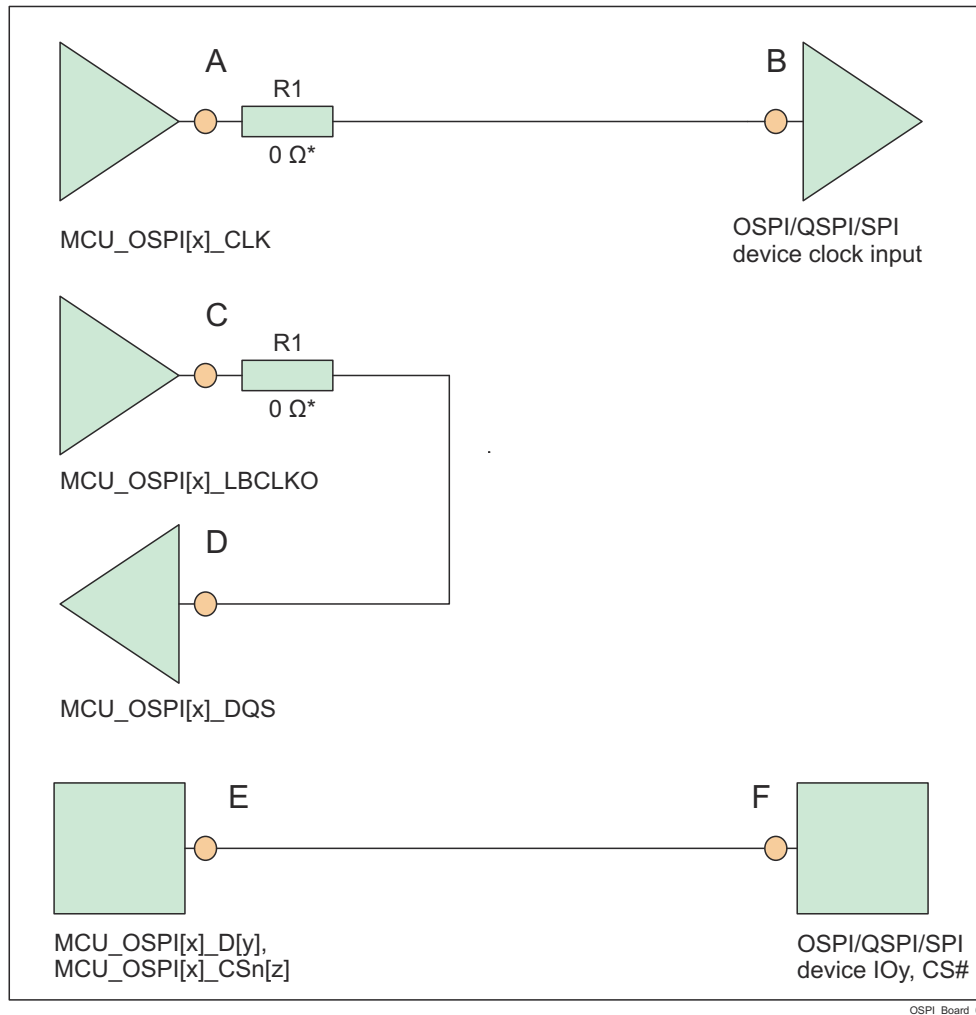 A
B
R1
0 Ω*
MCU_OSPI[x]_CLK
OSPI/QSPI/SPI
device clock input
C
R1
0 Ω*
MCU_OSPI[x]_LBCLKO
D
MCU_OSPI[x]_DQS
E
F
MCU_OSPI[x]_D[y],
MCU_OSPI[x]_CSn[z]
OSPI/QSPI/SPI
device IOy, CS#
OSPI_Board